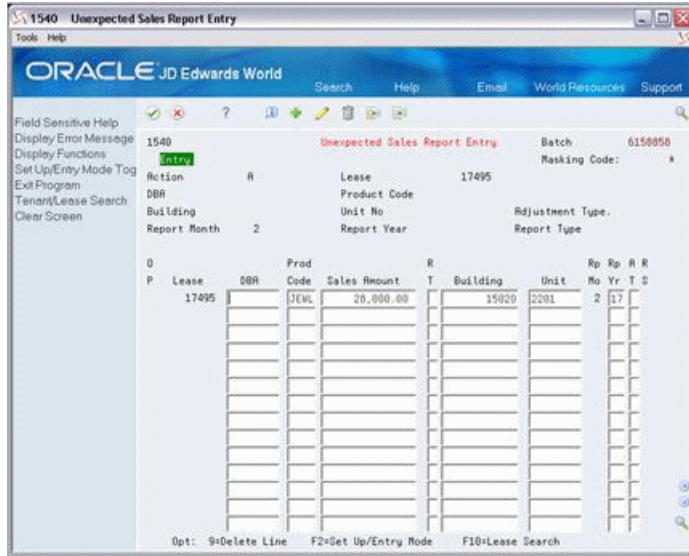 1540 Unexpected Sales Report Entry
Tools Help
ORACLE JD Edwards World
Search Help Email World Resources Support
Field Sensitive Help
Display Error Message
Display Functions
Set Up/Entry Mode Tog
Exit Program
Tenant/Lease Search
Clear Screen
1540 Unexpected Sales Report Entry Batch 6158058
Entry Masking Code: *
Action A Lease 17495
DBA Product Code
Building Unit No Adjustment Type.
Report Month 2 Report Year Report Type
O Prod R Rp Rp A R
P Lease DBA Code Sales Amount T Building Unit Mo Yr T S
17495 JEWL 28,000.00 15020 2201 2 17
Opt: 9=Delete Line F2=Set Up/Entry Mode F10=Lease Search